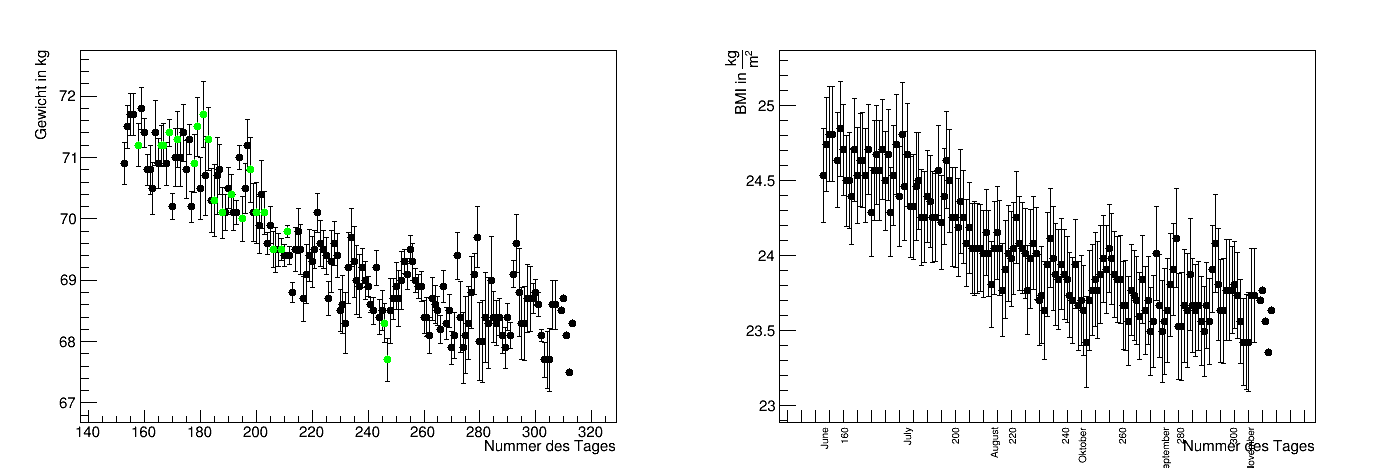 Gewicht in kg
72
71
70
69
68
67
140 160 180 200 220 240 260 280 300 320
Nummer des Tages
BMI in kg
m²
25
24.5
24
23.5
23
June 160 July 200 August 220 240 Oktober 260 eptember 280 300 lovember
Nummer des Tages